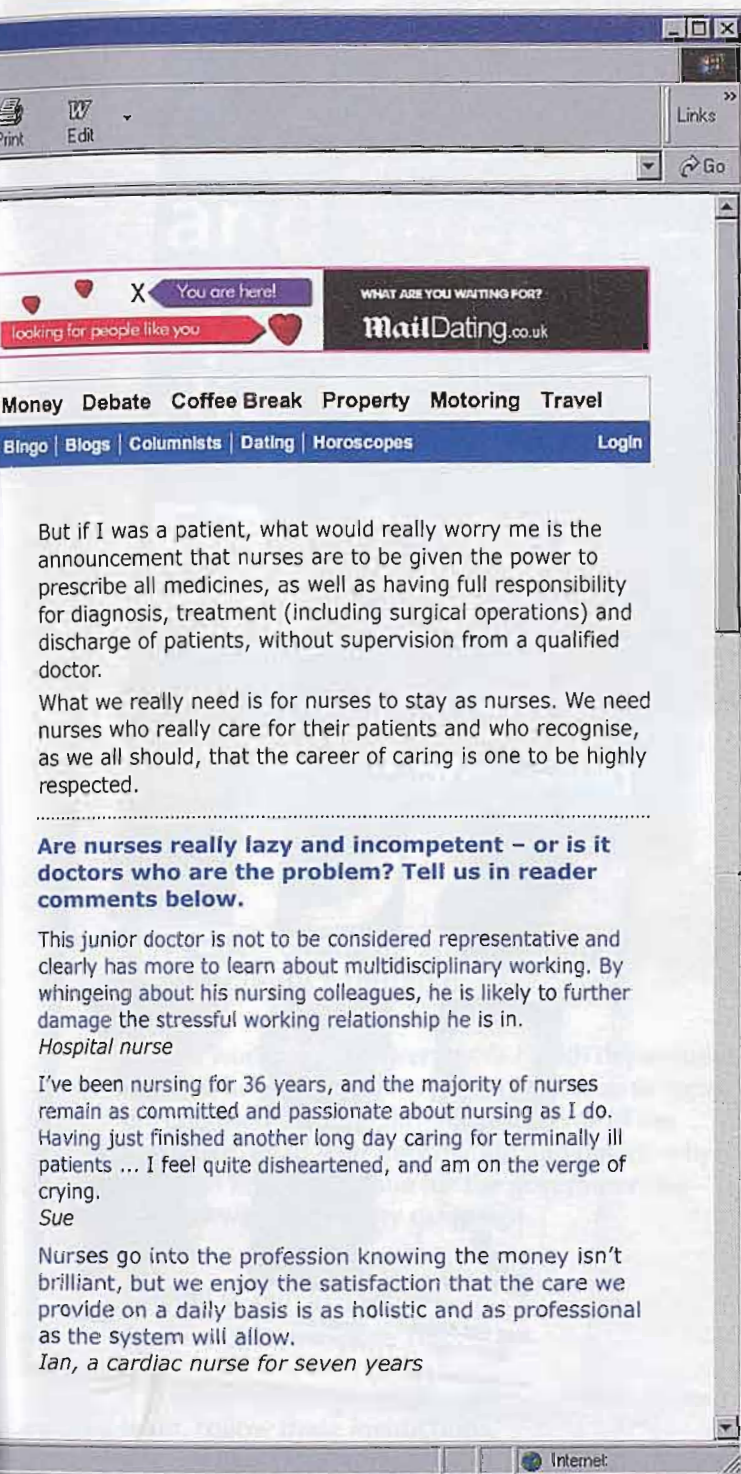 Print
W
Edit
Links
»
Go
X
You are here!
looking for people like you
WHAT ARE YOU WAITING FOR?
MailDating.co.uk
Money Debate Coffee Break Property Motoring Travel
Bingo | Blogs | Columnists | Dating | Horoscopes
Login
But if I was a patient, what would really worry me is the
announcement that nurses are to be given the power to
prescribe all medicines, as well as having full responsibility
for diagnosis, treatment (including surgical operations) and
discharge of patients, without supervision from a qualified
doctor.
What we really need is for nurses to stay as nurses. We need
nurses who really care for their patients and who recognise,
as we all should, that the career of caring is one to be highly
respected.
Are nurses really lazy and incompetent – or is it
doctors who are the problem? Tell us in reader
comments below.
This junior doctor is not to be considered representative and
clearly has more to learn about multidisciplinary working. By
whingeing about his nursing colleagues, he is likely to further
damage the stressful working relationship he is in.
Hospital nurse
I've been nursing for 36 years, and the majority of nurses
remain as committed and passionate about nursing as I do.
Having just finished another long day caring for terminally ill
patients ... I feel quite disheartened, and am on the verge of
crying.
Sue
Nurses go into the profession knowing the money isn't
brilliant, but we enjoy the satisfaction that the care we
provide on a daily basis is as holistic and as professional
as the system will allow.
Ian, a cardiac nurse for seven years
Internet